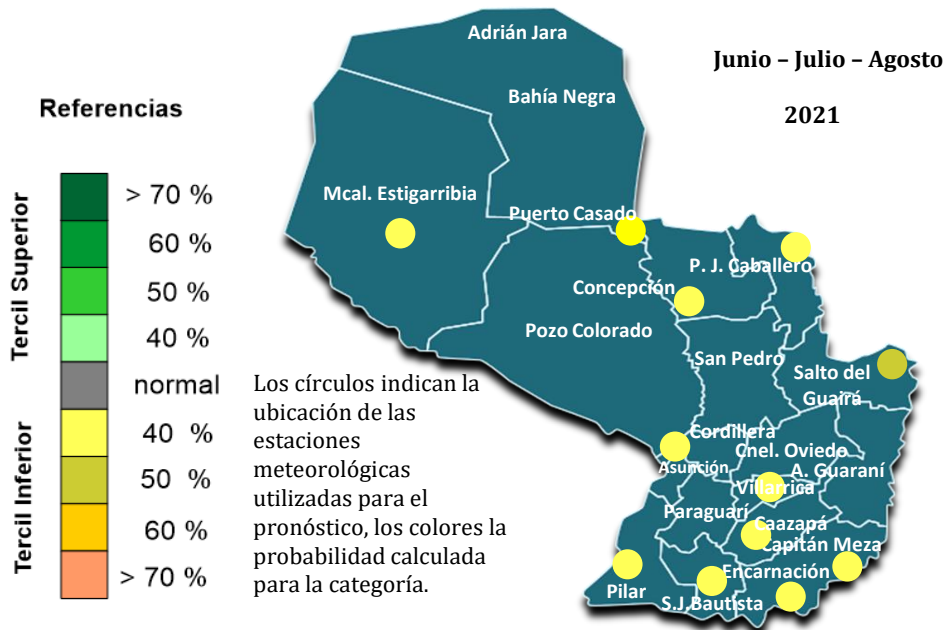 Junio – Julio – Agosto
2021
Referencias
Tercil Superior
> 70 %
60 %
50 %
40 %
normal
Tercil Inferior
40 %
50 %
60 %
> 70 %
Los círculos indican la
ubicación de las
estaciones
meteorológicas
utilizadas para el
pronóstico, los colores la
probabilidad calculada
para la categoría.
Adrián Jara
Bahía Negra
Mcal. Estigarribia
Puerto Casado
P. J. Caballero
Concepción
Pozo Colorado
San Pedro
Salto del
Guairá
Cordillera
Cnel. Oviedo
Asunción
A. Guaraní
Villarrica
Paraguarí
Caazapá
Capitán Meza
Encarnación
Pilar
S.J.Bautista